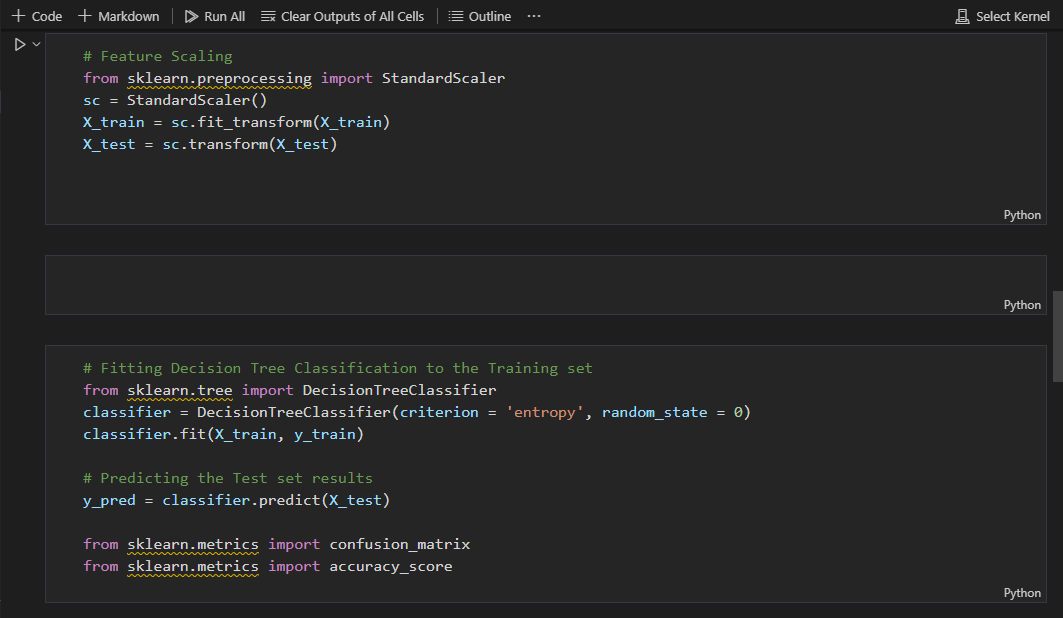 Code Markdown Run All Clear Outputs of All Cells Outline ··· Select Kernel
# Feature Scaling
from sklearn.preprocessing import StandardScaler
sc = StandardScaler()
X_train = sc.fit_transform(X_train)
X_test = sc.transform(X_test)
Python
Python
# Fitting Decision Tree Classification to the Training set
from sklearn.tree import DecisionTreeClassifier
classifier = DecisionTreeClassifier(criterion = 'entropy', random_state = 0)
classifier.fit(X_train, y_train)
# Predicting the Test set results
y_pred = classifier.predict(X_test)
from sklearn.metrics import confusion_matrix
from sklearn.metrics import accuracy_score
Python